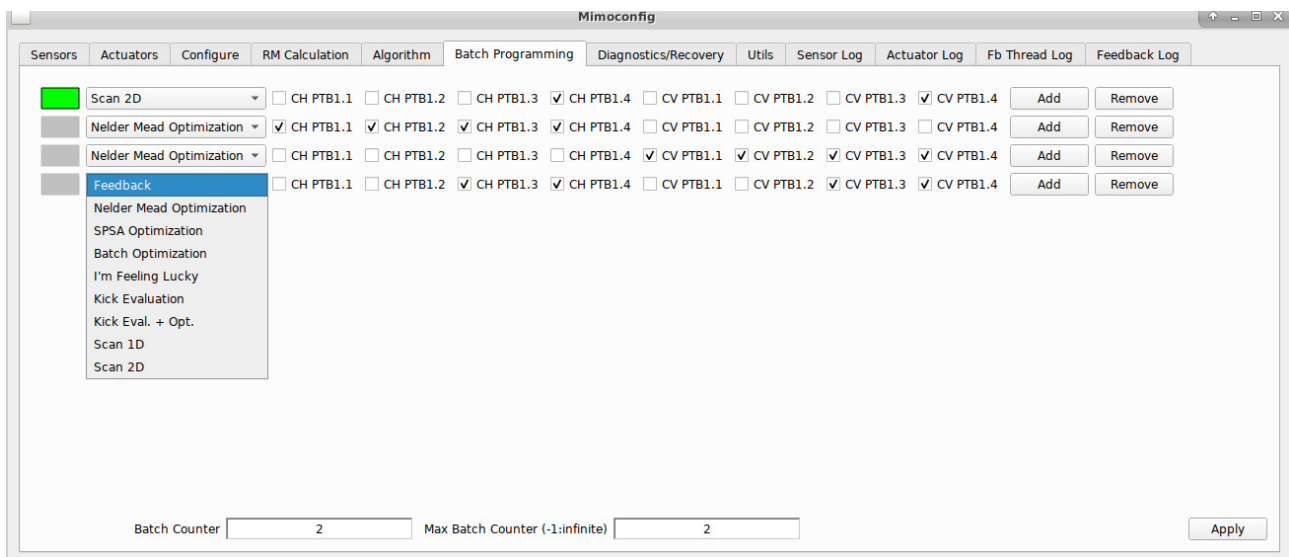 Mimoconfig
Sensors Actuators Configure RM Calculation Algorithm Batch Programming Diagnostics/Recovery Utils Sensor Log Actuator Log Fb Thread Log Feedback Log
Scan 2D CH PTB1.1 CH PTB1.2 CH PTB1.3 CH PTB1.4 CV PTB1.1 CV PTB1.2 CV PTB1.3 CV PTB1.4 Add Remove
Nelder Mead Optimization CH PTB1.1 CH PTB1.2 CH PTB1.3 CH PTB1.4 CV PTB1.1 CV PTB1.2 CV PTB1.3 CV PTB1.4 Add Remove
Nelder Mead Optimization CH PTB1.1 CH PTB1.2 CH PTB1.3 CH PTB1.4 CV PTB1.1 CV PTB1.2 CV PTB1.3 CV PTB1.4 Add Remove
Feedback CH PTB1.1 CH PTB1.2 CH PTB1.3 CH PTB1.4 CV PTB1.1 CV PTB1.2 CV PTB1.3 CV PTB1.4 Add Remove
Nelder Mead Optimization
SPSA Optimization
Batch Optimization
I'm Feeling Lucky
Kick Evaluation
Kick Eval. + Opt.
Scan 1D
Scan 2D
Batch Counter 2 Max Batch Counter (-1:infinite) 2 Apply